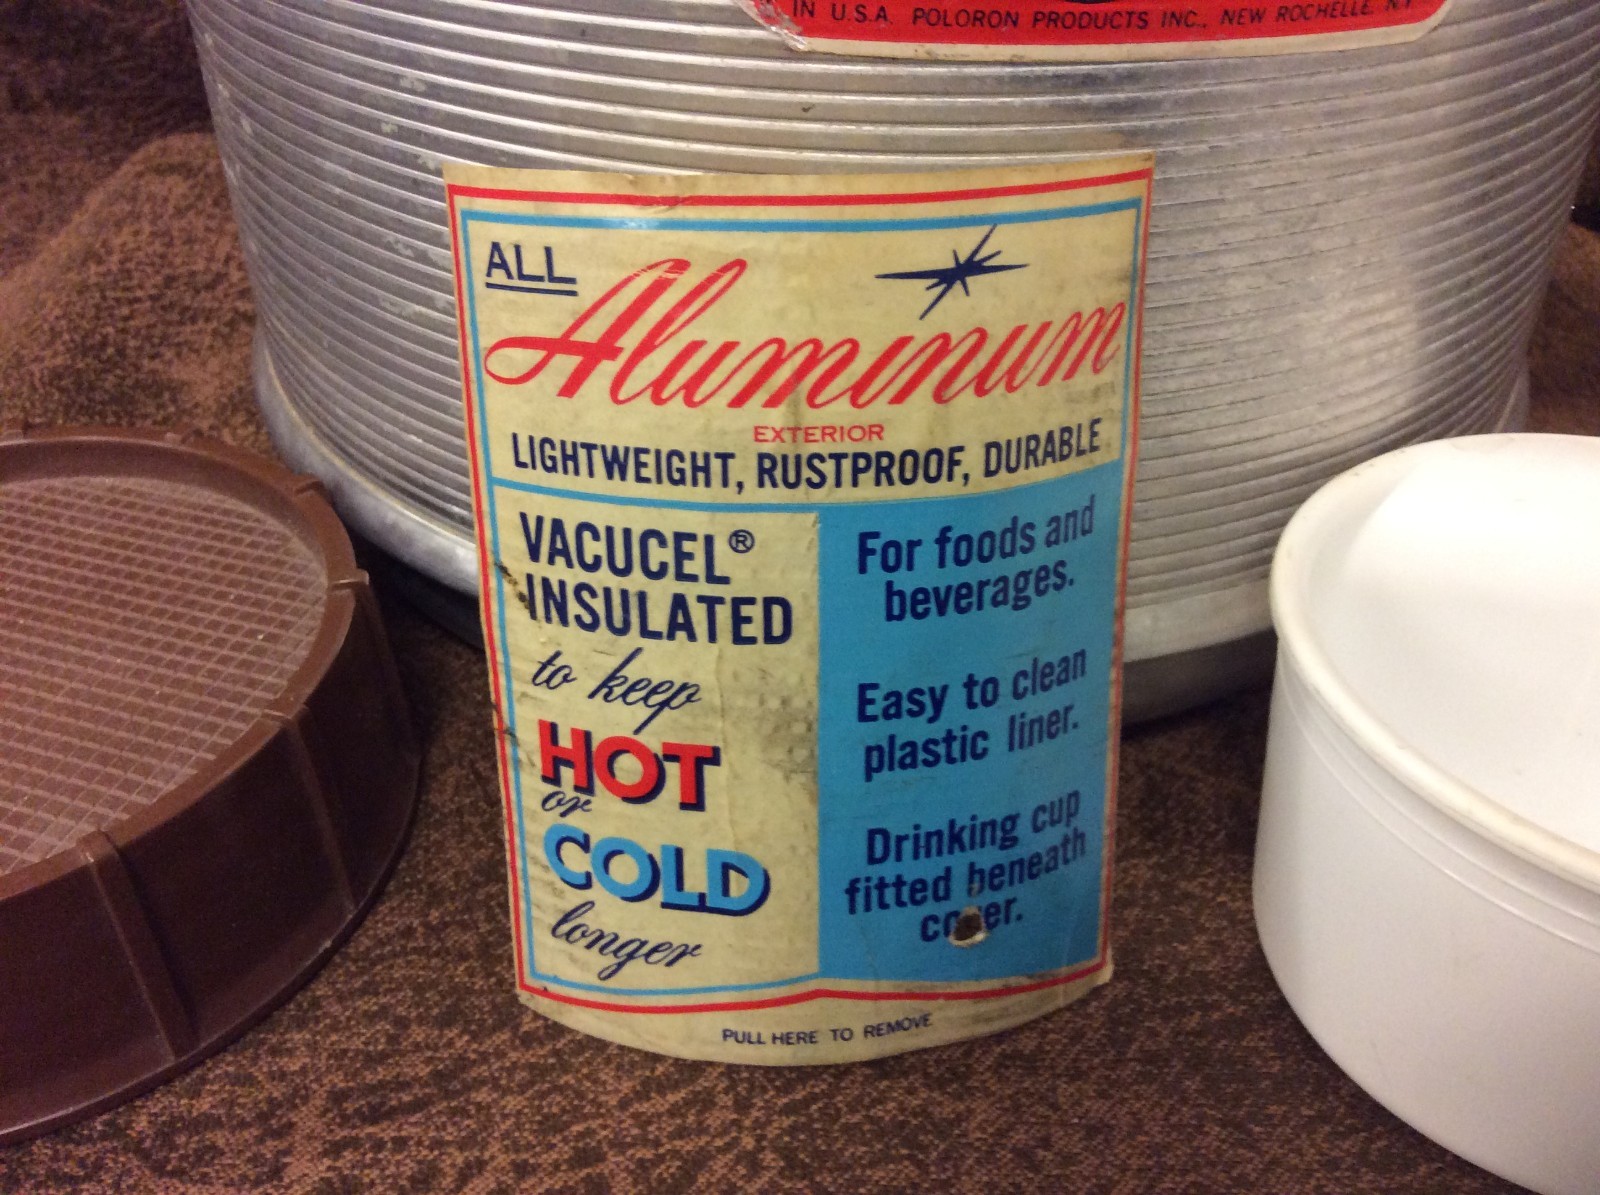 IN U.S.A. POLORON PRODUCTS INC., NEW ROCHELLE, N.Y.
ALL
Aluminum
EXTERIOR
LIGHTWEIGHT, RUSTPROOF, DURABLE
VACUCEL®
INSULATED
to keep
HOT
or
COLD
longer
For foods and
beverages.
Easy to clean
plastic liner.
Drinking cup
fitted beneath
cover.
PULL HERE TO REMOVE